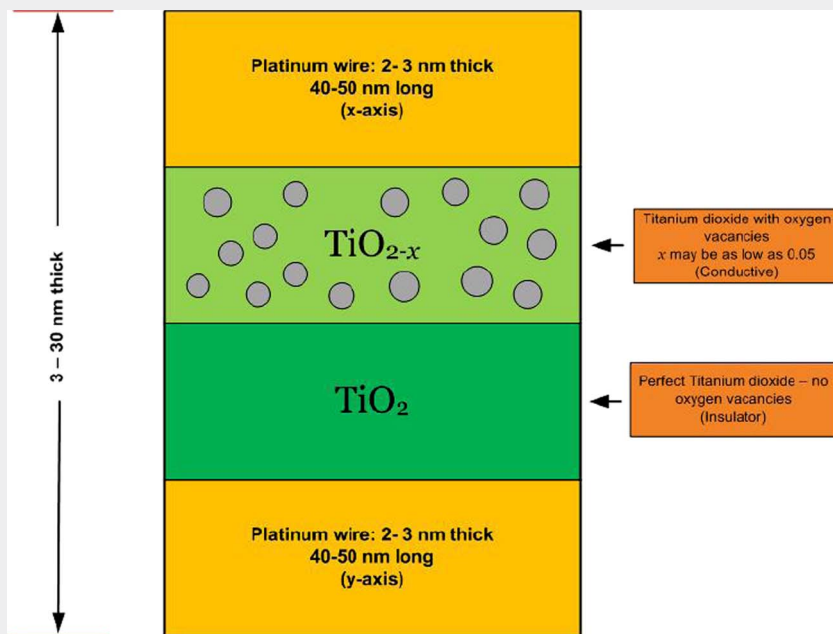 Platinum wire: 2- 3 nm thick
40-50 nm long
(x-axis)
TiO₂₋ₓ
Titanium dioxide with oxygen
vacancies
x may be as low as 0.05
(Conductive)
3 – 30 nm thick
TiO₂
Perfect Titanium dioxide – no
oxygen vacancies
(Insulator)
Platinum wire: 2- 3 nm thick
40-50 nm long
(y-axis)